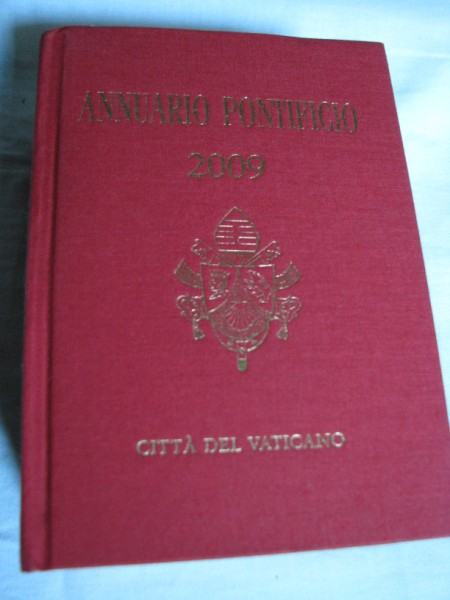 ANNUARIO PONTIFICIO
2009
CITTÀ DEL VATICANO